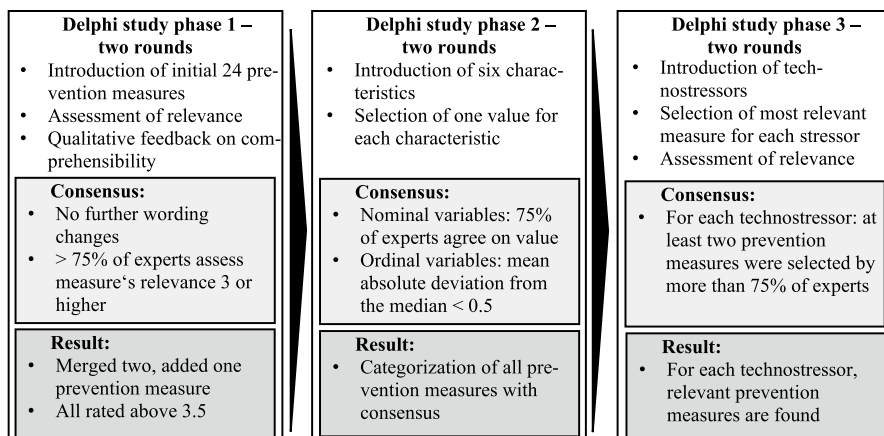 Delphi study phase 1 –
two rounds
• Introduction of initial 24 pre-
vention measures
• Assessment of relevance
• Qualitative feedback on com-
prehensibility
Consensus:
• No further wording
changes
• > 75% of experts assess
measure‘s relevance 3 or
higher
Result:
• Merged two, added one
prevention measure
• All rated above 3.5
Delphi study phase 2 –
two rounds
• Introduction of six charac-
teristics
• Selection of one value for
each characteristic
Consensus:
• Nominal variables: 75%
of experts agree on value
• Ordinal variables: mean
absolute deviation from
the median < 0.5
Result:
• Categorization of all pre-
vention measures with
consensus
Delphi study phase 3 –
two rounds
• Introduction of tech-
nostressors
• Selection of most relevant
measure for each stressor
• Assessment of relevance
Consensus:
• For each technostressor: at
least two prevention
measures were selected by
more than 75% of experts
Result:
• For each technostressor,
relevant prevention
measures are found